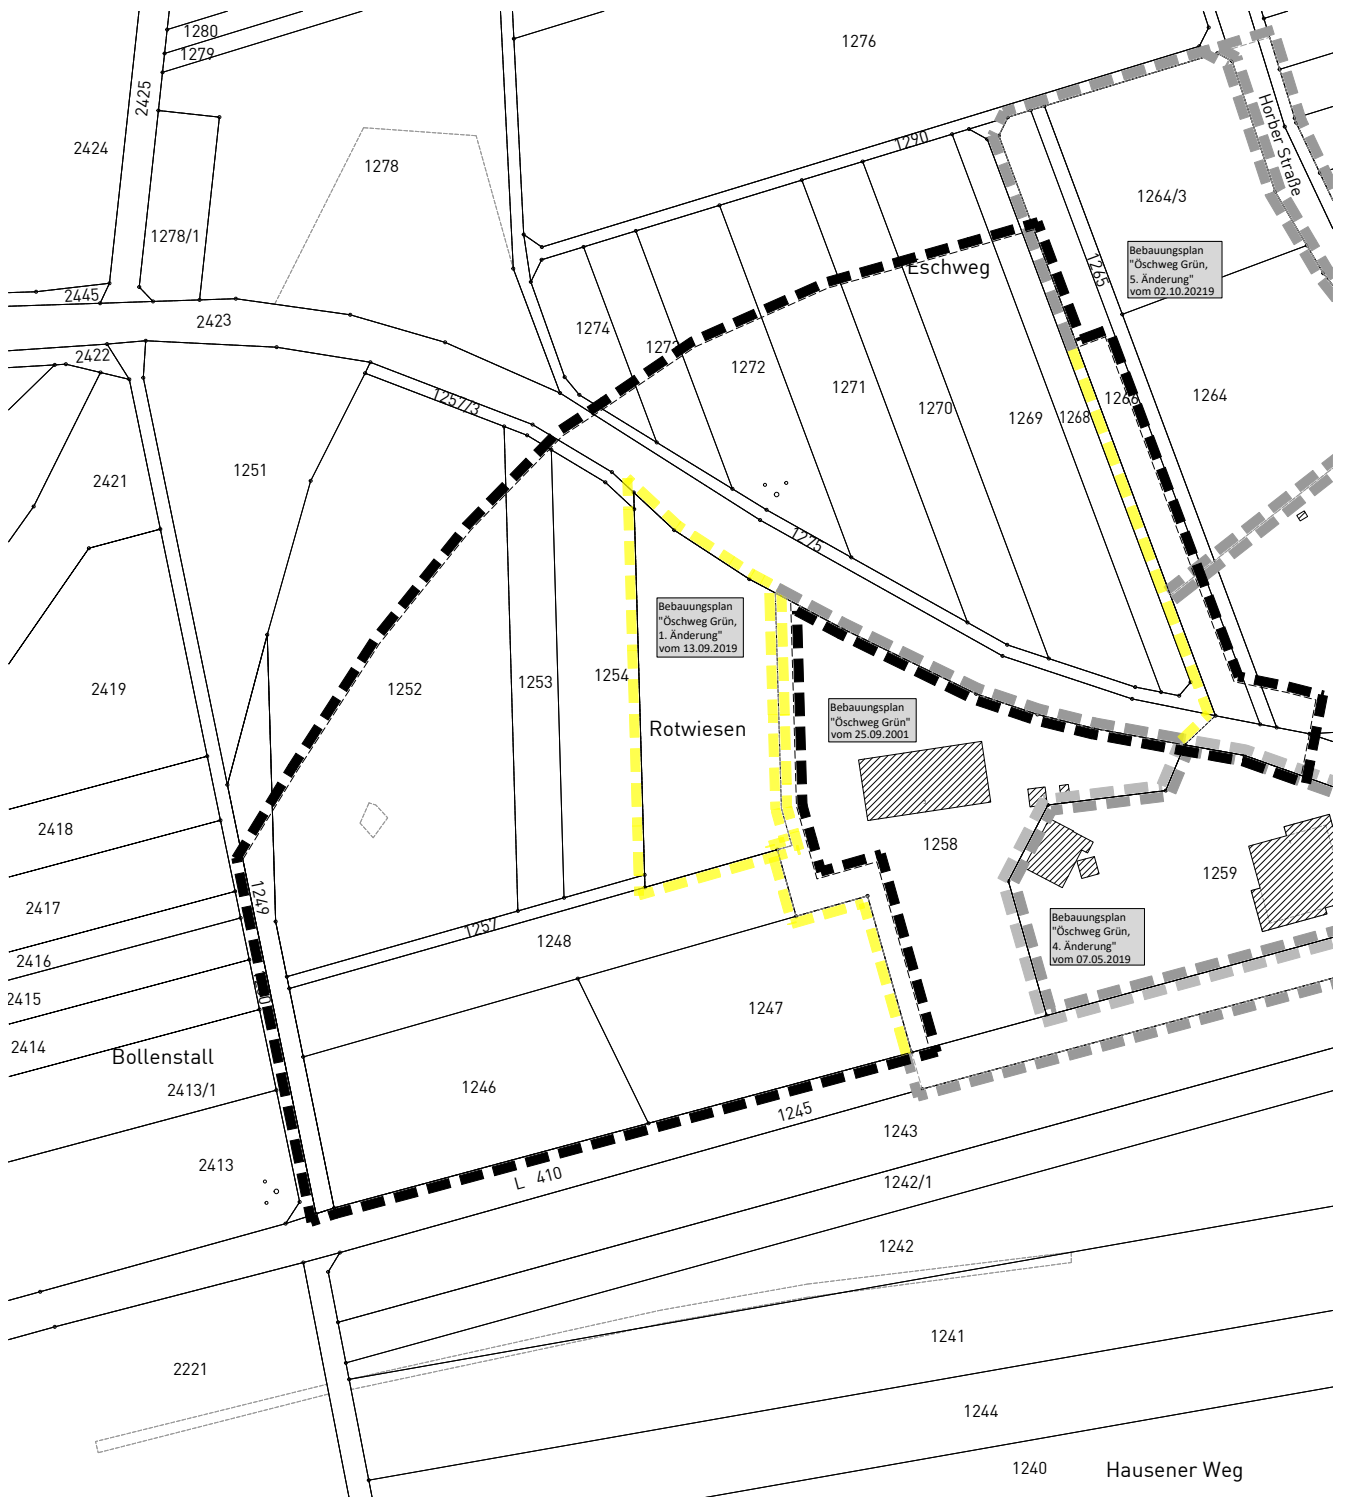 1280
1279
1276
2425
2424
1278
1290
Horber Straße
1264/3
1278/1
Bebauungsplan
"Öschweg Grün,
5. Änderung"
vom 02.10.20219
Eschweg
1265
2445
2423
1274
1273
2422
1272
1271
1270
1269
1268
1266
1264
1257/3
1251
2421
1275
Bebauungsplan
"Öschweg Grün,
1. Änderung"
vom 13.09.2019
2419
1252
1253
1254
Rotwiesen
Bebauungsplan
"Öschweg Grün"
vom 25.09.2001
2418
1258
1259
2417
1249
1257
1248
Bebauungsplan
"Öschweg Grün,
4. Änderung"
vom 07.05.2019
2416
2415
1247
2414
Bollenstall
2413/1
1246
1245
1243
2413
L 410
1242/1
1242
1241
2221
1244
1240
Hausener Weg